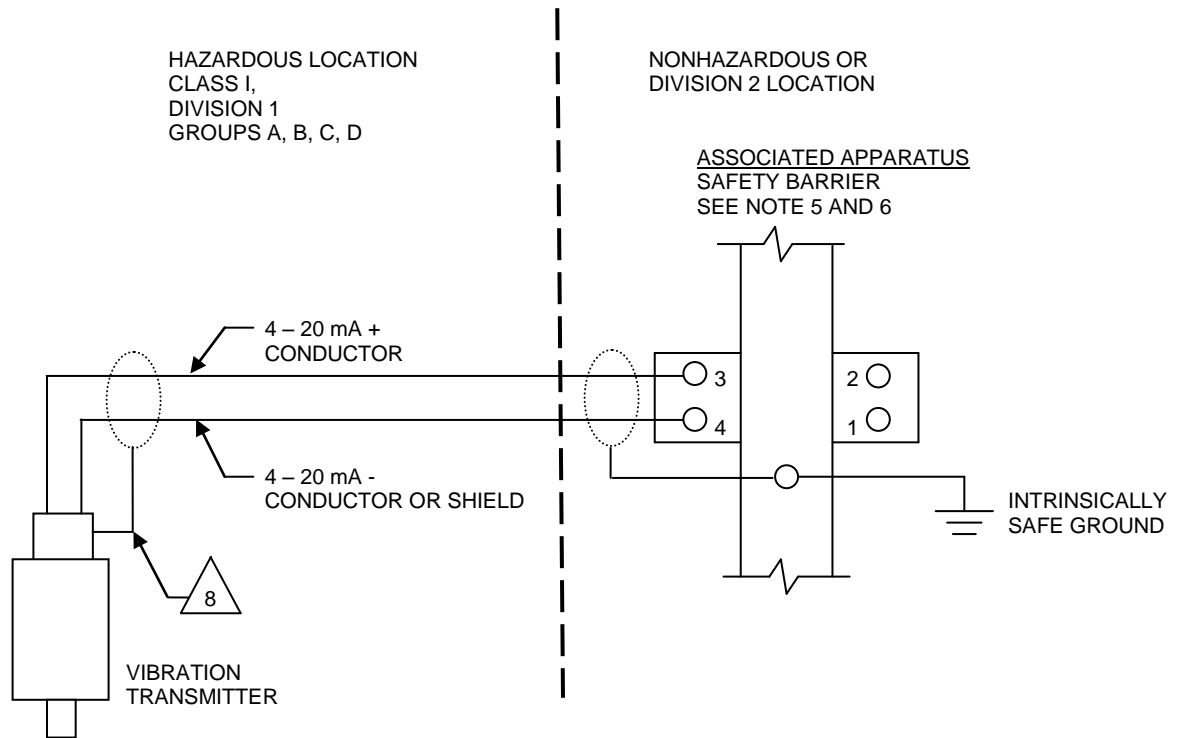 HAZARDOUS LOCATION
CLASS I,
DIVISION 1
GROUPS A, B, C, D
NONHAZARDOUS OR
DIVISION 2 LOCATION
ASSOCIATED APPARATUS
SAFETY BARRIER
SEE NOTE 5 AND 6
4 – 20 mA +
CONDUCTOR
3
2
4
1
4 – 20 mA -
CONDUCTOR OR SHIELD
INTRINSICALLY
SAFE GROUND
8
VIBRATION
TRANSMITTER